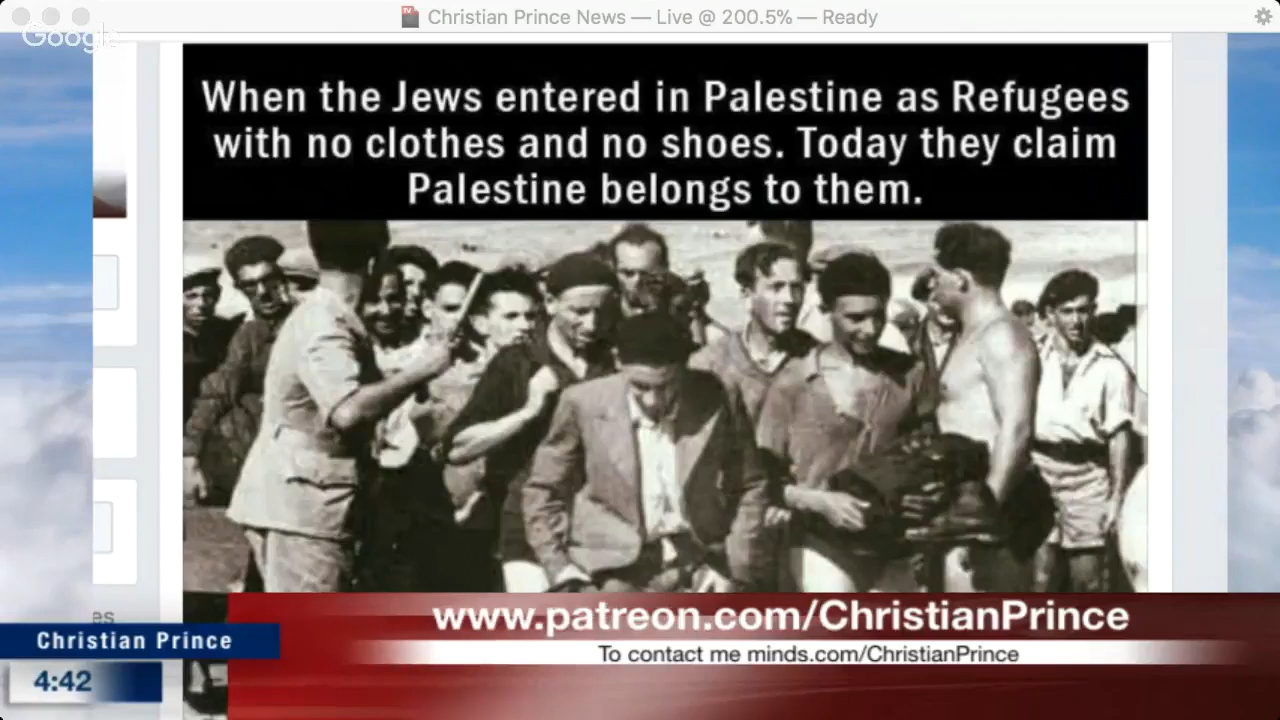 Christian Prince News — Live @ 200.5% — Ready
Google
When the Jews entered in Palestine as Refugees
with no clothes and no shoes. Today they claim
Palestine belongs to them.
es
www.patreon.com/ChristianPrince
Christian Prince
To contact me minds.com/ChristianPrince
4:42